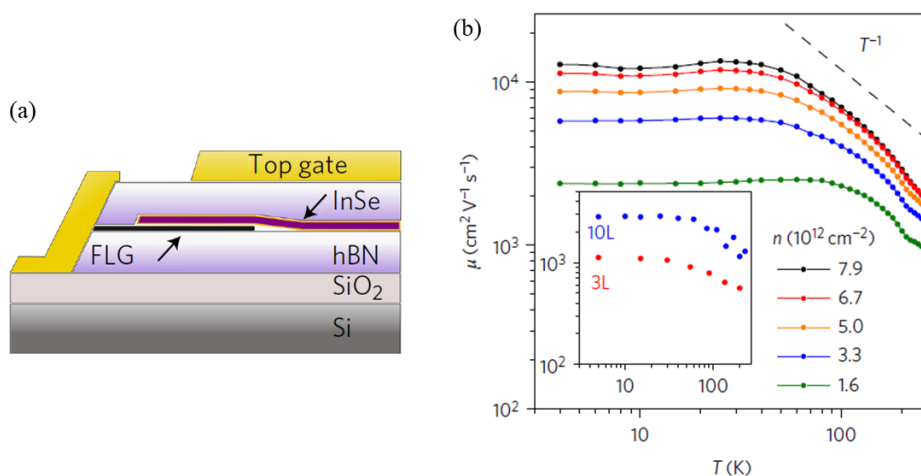 (a)
Top gate
InSe
FLG
hBN
SiO₂
Si
(b)
10⁴
10³
10²
μ (cm² V⁻¹ s⁻¹)
T⁻¹
10³
10²
10L
3L
10
100
n (10¹² cm⁻²)
7.9
6.7
5.0
3.3
1.6
10
100
T (K)